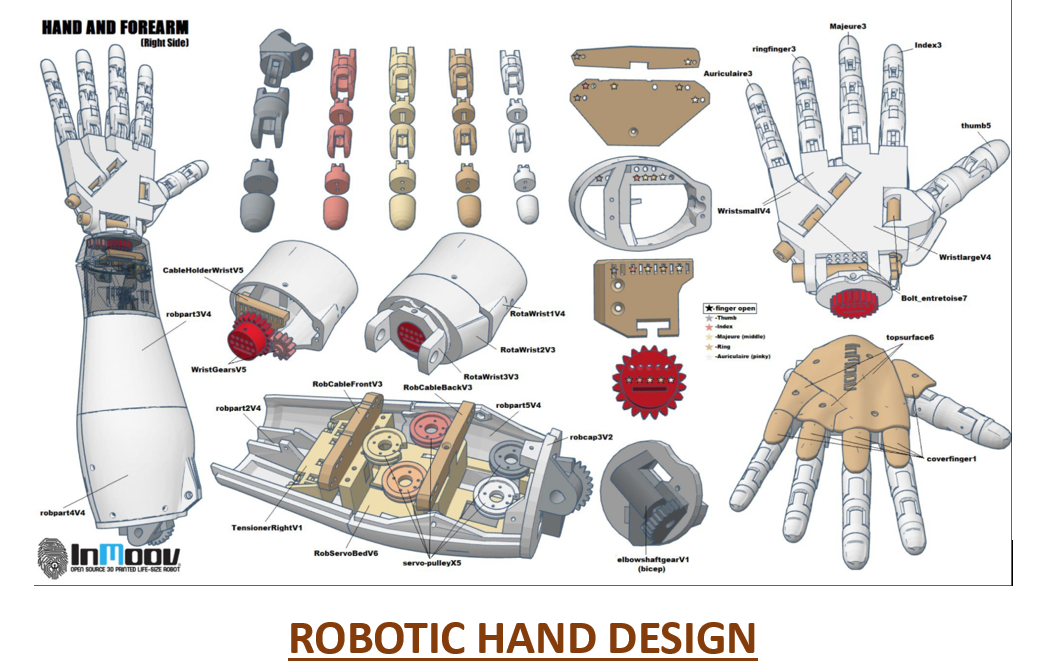 HAND AND FOREARM
(Right Side)
Majeure3
ringfinger3
Index3
Auriculaire3
thumb5
WristsmallV4
WristlargeV4
Bolt_entretoise7
CableHolderWristV5
robpart3V4
RotaWrist1V4
RotaWrist2V3
WristGearsV5
RotaWrist3V3
★-finger open
★-Thumb
★-Index
★-Majeure (middle)
★-Ring
★-Auriculaire (pinky)
topsurface6
InMoov
coverfinger1
RobCableFrontV3
RobCableBackV3
robpart2V4
robpart5V4
robcap3V2
robpart4V4
TensionerRightV1
RobServoBedV6
servo-pulleyX5
elbowshaftgearV1
(bicep)
InMoov
OPEN SOURCE 3D PRINTED LIFE-SIZE ROBOT
ROBOTIC HAND DESIGN